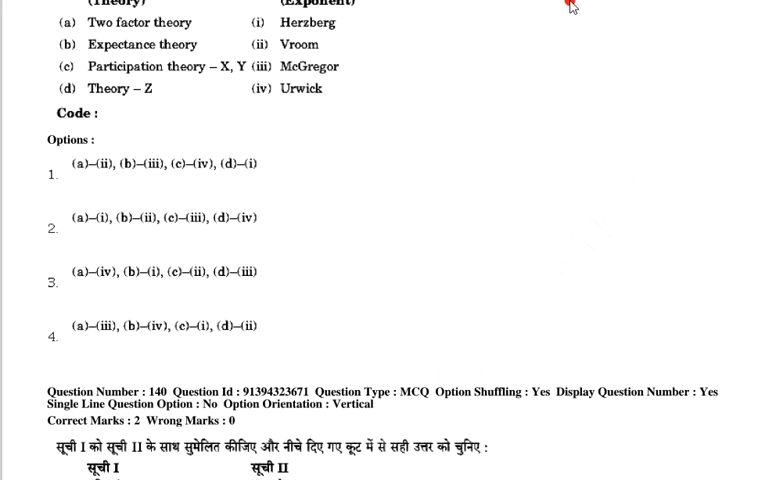 (Theory) (Exponent)
(a) Two factor theory (i) Herzberg
(b) Expectance theory (ii) Vroom
(c) Participation theory – X, Y (iii) McGregor
(d) Theory – Z (iv) Urwick
Code :
Options :
(a)–(ii), (b)–(iii), (c)–(iv), (d)–(i)
1.
(a)–(i), (b)–(ii), (c)–(iii), (d)–(iv)
2.
(a)–(iv), (b)–(i), (c)–(ii), (d)–(iii)
3.
(a)–(iii), (b)–(iv), (c)–(i), (d)–(ii)
4.
Question Number : 140 Question Id : 91394323671 Question Type : MCQ Option Shuffling : Yes Display Question Number : Yes
Single Line Question Option : No Option Orientation : Vertical
Correct Marks : 2 Wrong Marks : 0
सूची I को सूची II के साथ सुमेलित कीजिए और नीचे दिए गए कूट में से सही उत्तर को चुनिए :
सूची I सूची II